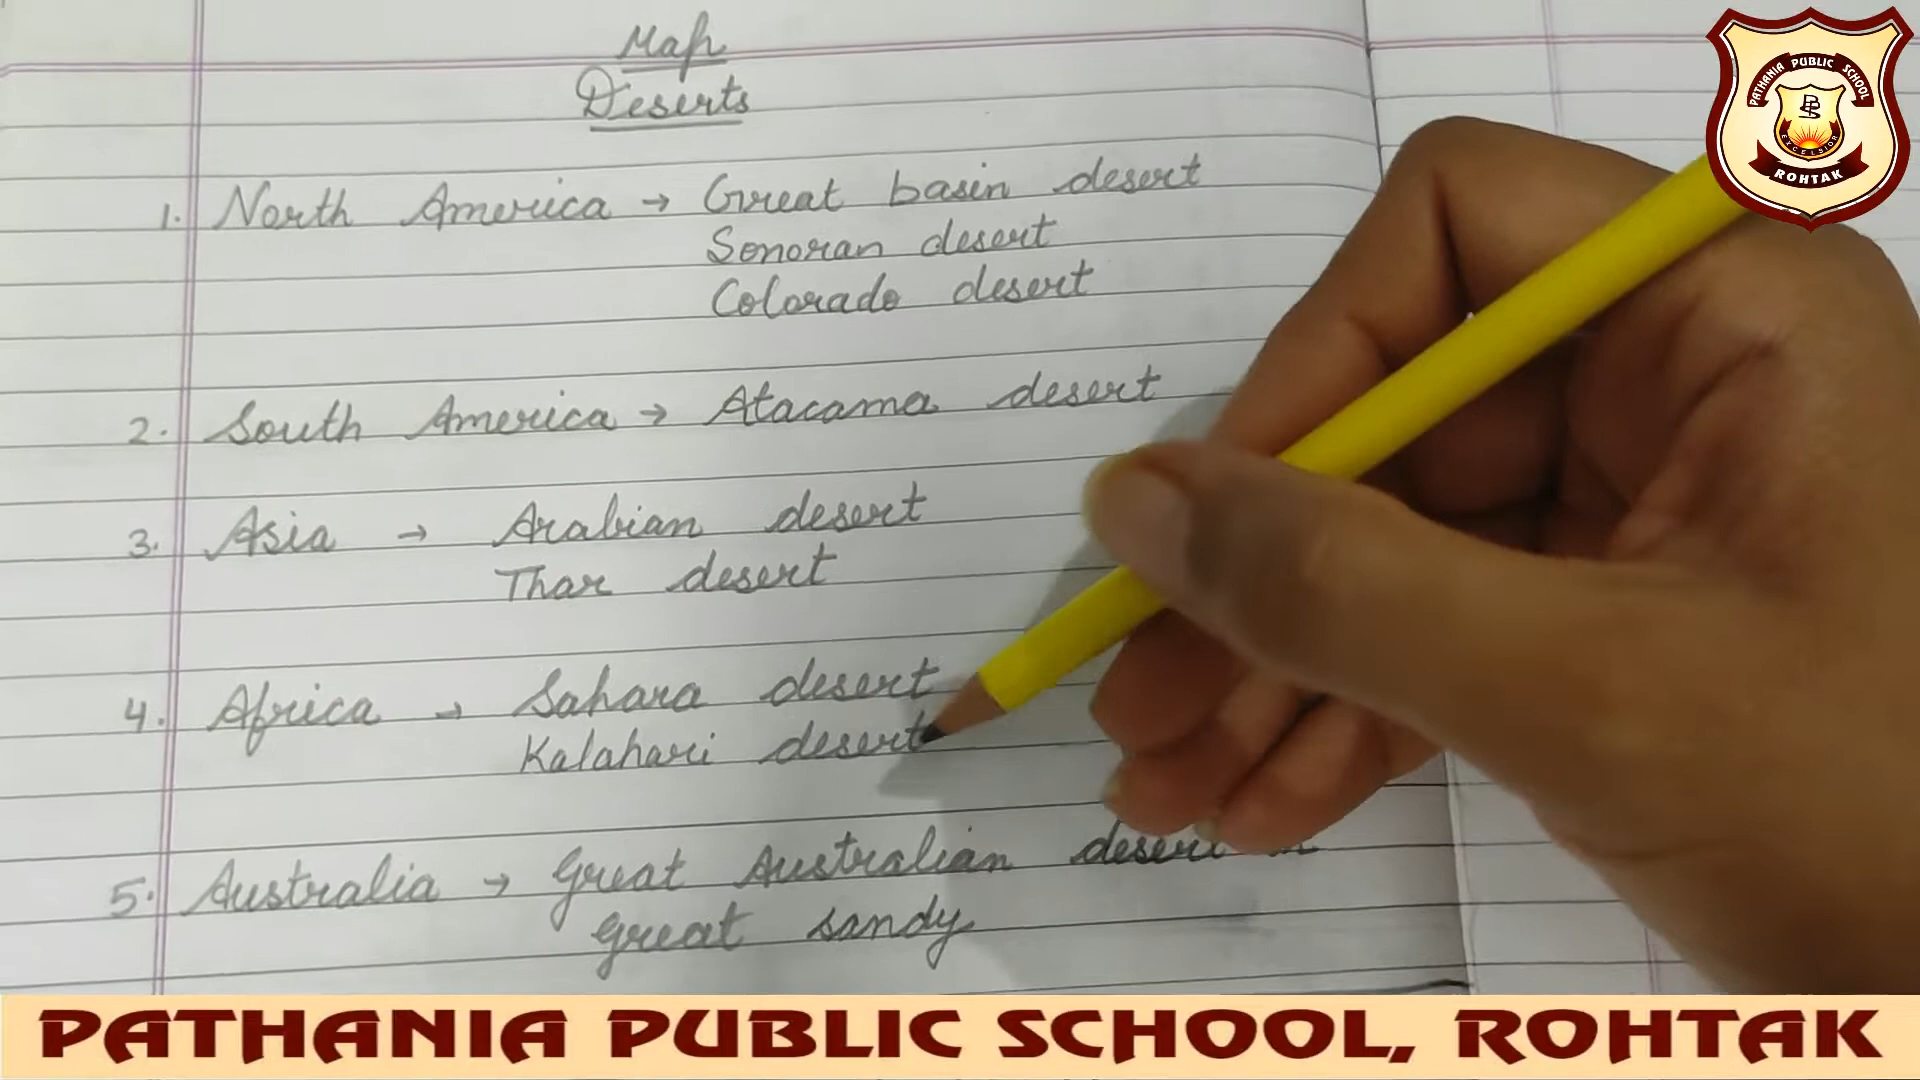 Map
Deserts
1. North America → Great basin desert
Sonoran desert
Colorado desert
2. South America → Atacama desert
3. Asia → Arabian desert
Thar desert
4. Africa → Sahara desert
Kalahari desert
5. Australia → Great Australian desert
Great sandy
PATHANIA PUBLIC SCHOOL
EXCELSIOR
ROHTAK
PATHANIA PUBLIC SCHOOL, ROHTAK